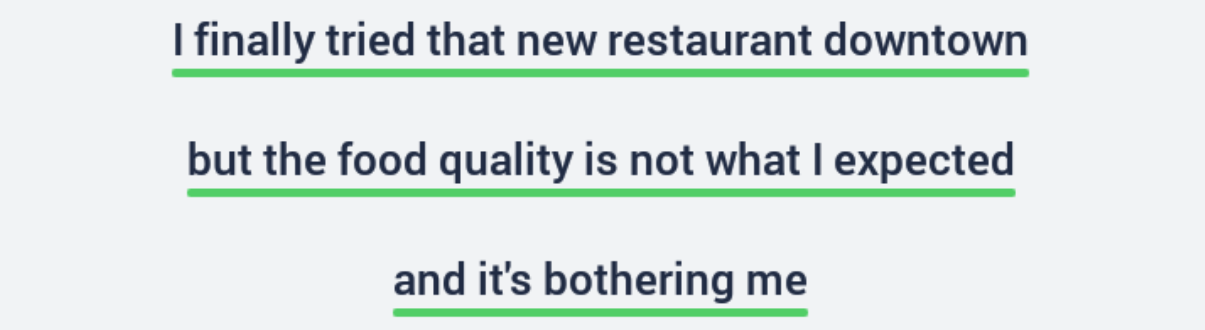 I finally tried that new restaurant downtown
but the food quality is not what I expected
and it's bothering me